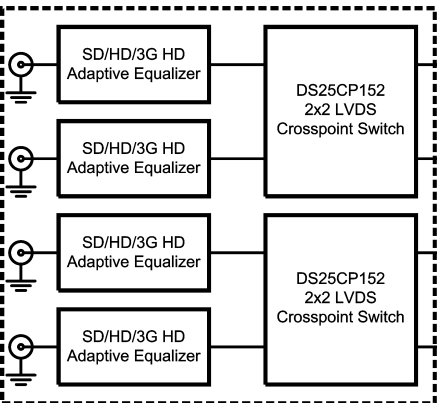 SD/HD/3G HD
Adaptive Equalizer
DS25CP152
2x2 LVDS
Crosspoint Switch
SD/HD/3G HD
Adaptive Equalizer
SD/HD/3G HD
Adaptive Equalizer
DS25CP152
2x2 LVDS
Crosspoint Switch
SD/HD/3G HD
Adaptive Equalizer